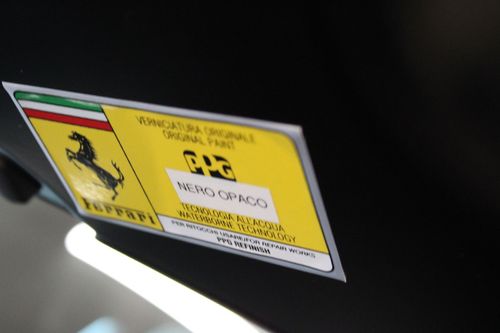 Ferrari
VERNICIATURA ORIGINALE
ORIGINAL PAINT
PPG
NERO OPACO
TECNOLOGIA ALL'ACQUA
WATERBORNE TECHNOLOGY
PER RITOCCHI USARE/FOR REPAIR WORKS
PPG REFINISH